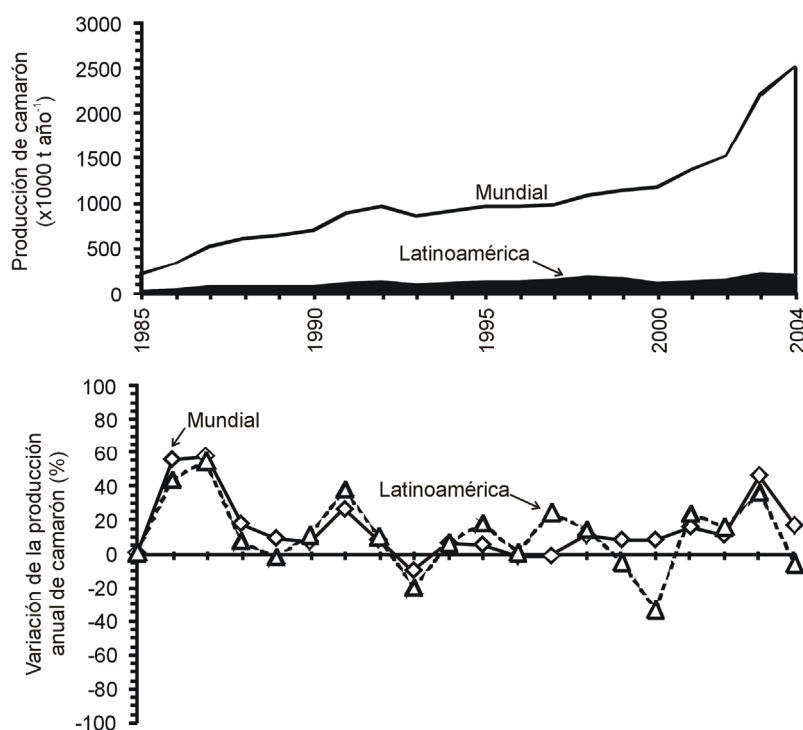 Producción de camarón
(x1000 t año⁻¹)
3000
2500
2000
1500
1000
500
0
Mundial
Latinoamérica
1985
1990
1995
2000
2004
Variación de la producción
anual de camarón (%)
100
80
60
40
20
0
-20
-40
-60
-80
-100
Mundial
Latinoamérica